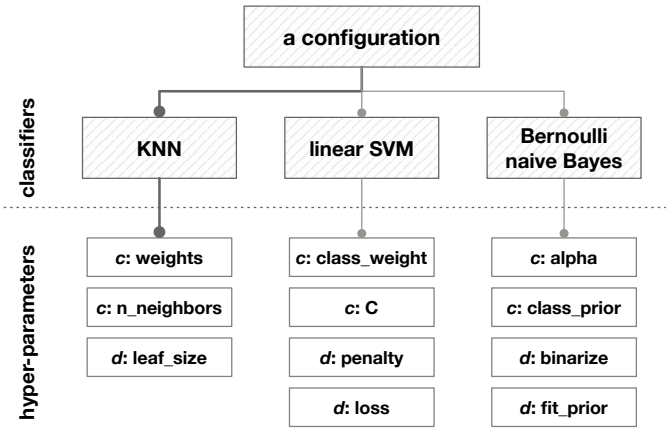 a configuration
classifiers
KNN
linear SVM
Bernoulli
naive Bayes
hyper-parameters
c: weights
c: class_weight
c: alpha
c: n_neighbors
c: C
c: class_prior
d: leaf_size
d: penalty
d: binarize
d: loss
d: fit_prior